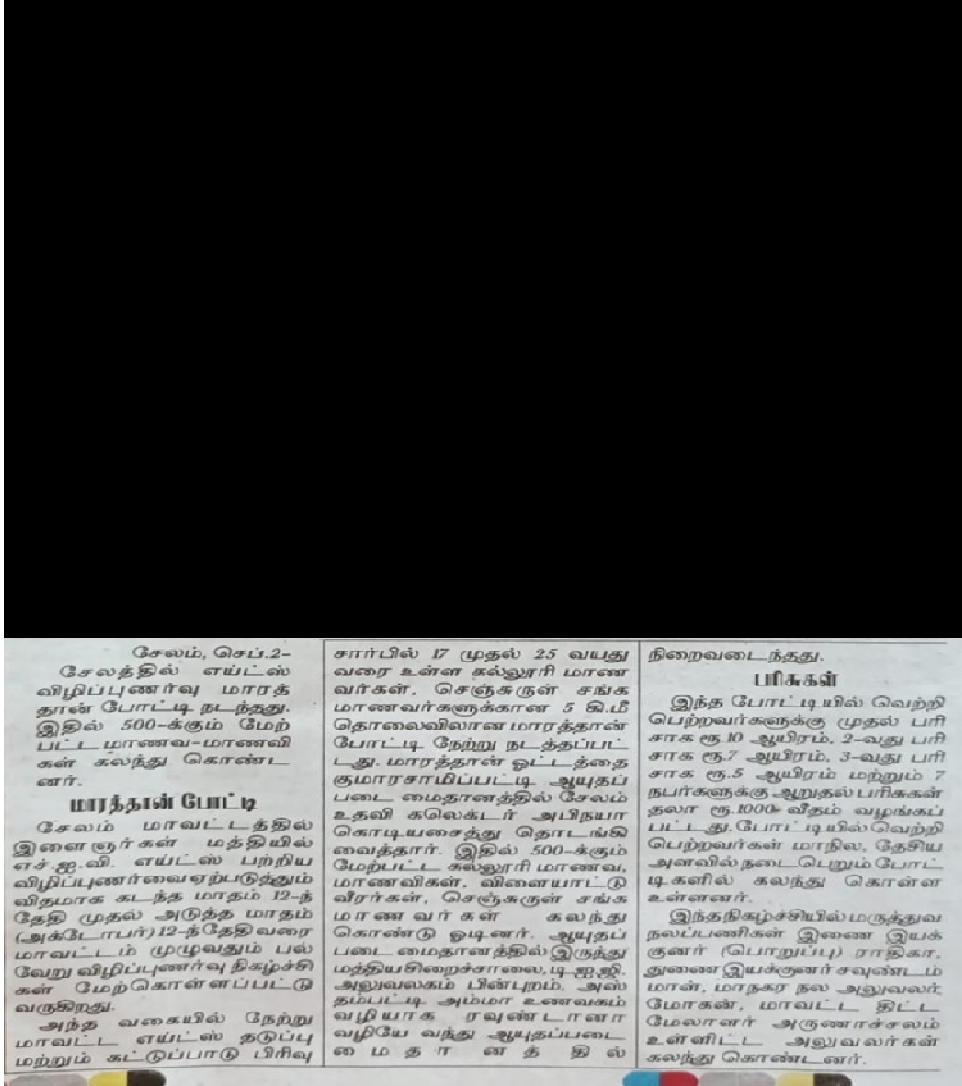 சேலம், செப்.2-
சேலத்தில் எய்ட்ஸ்
விழிப்புணர்வு மாரத்
தான் போட்டி நடந்தது.
இதில் 500-க்கும் மேற்
பட்ட மாணவ-மாணவி
கள் கலந்து கொண்ட
னர்.
மாரத்தான் போட்டி
சேலம் மாவட்டத்தில்
இளைஞர்கள் மத்தியில்
எச்.ஐ.வி. எய்ட்ஸ் பற்றிய
விழிப்புணர்வை ஏற்படுத்தும்
விதமாக கடந்த மாதம் 12-ந்
தேதி முதல் அடுத்த மாதம்
(அக்டோபர்) 12-ந்தேதி வரை
மாவட்டம் முழுவதும் பல்
வேறு விழிப்புணர்வு நிகழ்ச்சி
கள் மேற்கொள்ளப்பட்டு
வருகிறது.
அந்த வகையில் நேற்று
மாவட்ட எய்ட்ஸ் தடுப்பு
மற்றும் கட்டுப்பாடு பிரிவு
சார்பில் 17 முதல் 25 வயது
வரை உள்ள கல்லூரி மாண
வர்கள், செஞ்சுருள் சங்க
மாணவர்களுக்கான 5 கி.மீ
தொலைவிலான மாரத்தான்
போட்டி நேற்று நடத்தப்பட்
டது. மாரத்தான் ஓட்டத்தை
குமாரசாமிப்பட்டி ஆயுதப்
படை மைதானத்தில் சேலம்
உதவி கலெக்டர் அபிநயா
கொடியசைத்து தொடங்கி
வைத்தார். இதில் 500-க்கும்
மேற்பட்ட கல்லூரி மாணவ,
மாணவிகள், விளையாட்டு
வீரர்கள், செஞ்சுருள் சங்க
மாணவர்கள் கலந்து
கொண்டு ஓடினர். ஆயுதப்
படை மைதானத்தில் இருந்து
மத்தியசிறைச்சாலை, டி.ஐ.ஜி.
அலுவலகம் பின்புறம், அஸ்
தம்பட்டி அம்மா உணவகம்
வழியாக ரவுண்டானா
வழியே வந்து ஆயுதப்படை
மைதானத்தில்
நிறைவடைந்தது.
பரிசுகள்
இந்த போட்டியில் வெற்றி
பெற்றவர்களுக்கு முதல் பரி
சாக ரூ.10 ஆயிரம், 2-வது பரி
சாக ரூ.7 ஆயிரம், 3-வது பரி
சாக ரூ.5 ஆயிரம் மற்றும் 7
நபர்களுக்கு ஆறுதல் பரிசுகள்
தலா ரூ.1000 வீதம் வழங்கப்
பட்டது. போட்டியில் வெற்றி
பெற்றவர்கள் மாநில, தேசிய
அளவில் நடைபெறும் போட்
டிகளில் கலந்து கொள்ள
உள்ளனர்.
இந்தநிகழ்ச்சியில் மருத்துவ
நலப்பணிகள் இணை இயக்
குனர் (பொறுப்பு) ராதிகா,
துணை இயக்குனர் சவுண்டம்
மாள், மாநகர நல அலுவலர்
மோகன், மாவட்ட திட்ட
மேலாளர் அருணாச்சலம்
உள்ளிட்ட அலுவலர்கள்
கலந்து கொண்டனர்.